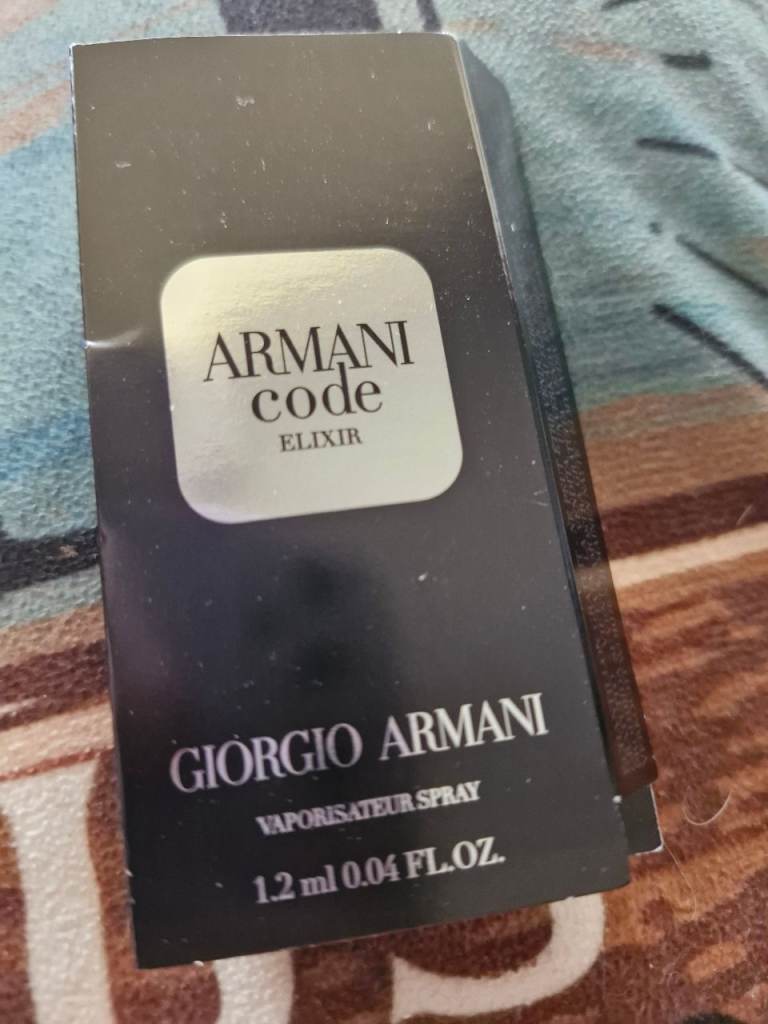 ARMANI
code
ELIXIR
GIORGIO ARMANI
VAPORISATEUR SPRAY
1.2 ml 0.04 FL.OZ.